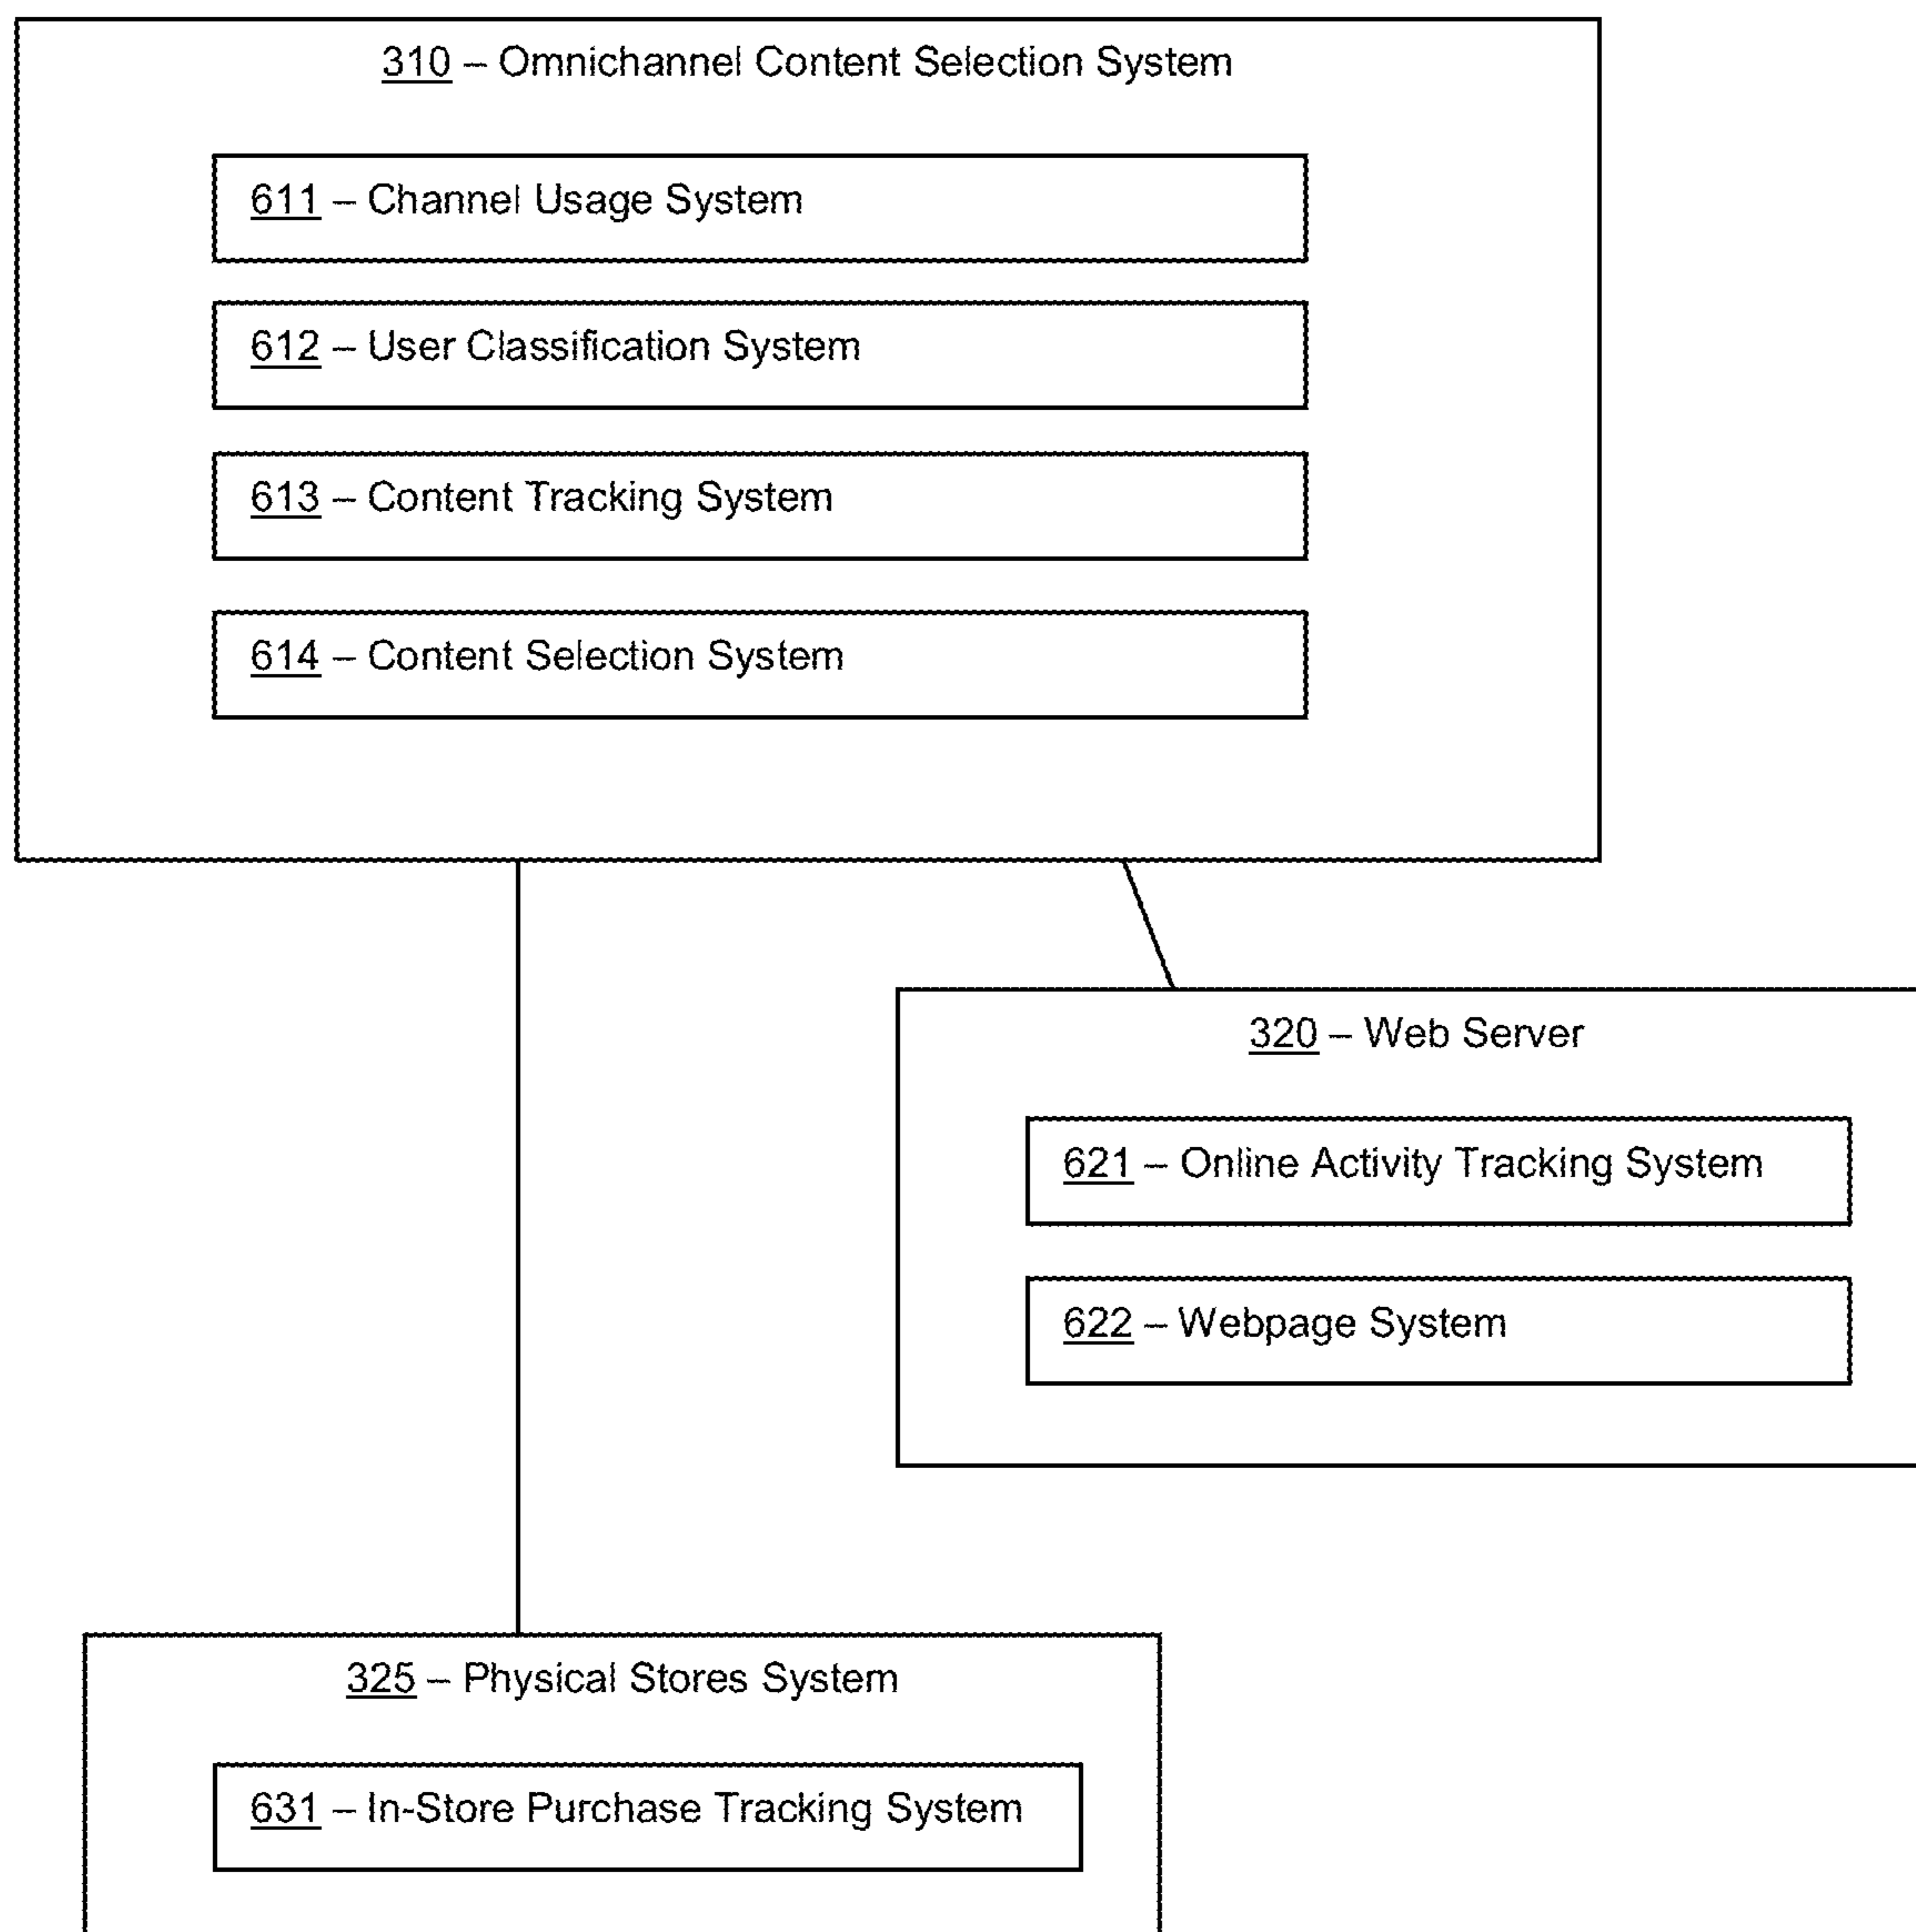 310 – Omnichannel Content Selection System
611 – Channel Usage System
612 – User Classification System
613 – Content Tracking System
614 – Content Selection System
320 – Web Server
621 – Online Activity Tracking System
622 – Webpage System
325 – Physical Stores System
631 – In-Store Purchase Tracking System